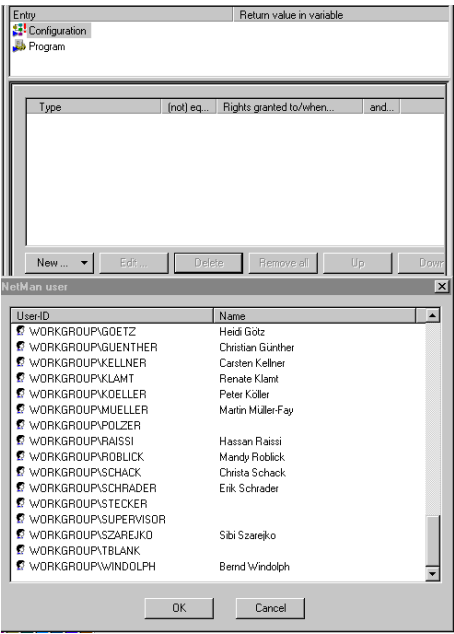 Entry Return value in variable
Configuration
Program
Type (not) eq... Rights granted to/when... and...
New ... Edit ... Delete Remove all Up Down
NetMan user
User-ID Name
WORKGROUP\GOETZ Heidi Götz
WORKGROUP\GUENTHER Christian Günther
WORKGROUP\KELLNER Carsten Kellner
WORKGROUP\KLAMT Renate Klamt
WORKGROUP\KOELLER Peter Köller
WORKGROUP\MUELLER Martin Müller-Fay
WORKGROUP\POLZER
WORKGROUP\RAISSI Hassan Raissi
WORKGROUP\ROBLICK Mandy Roblick
WORKGROUP\SCHACK Christa Schack
WORKGROUP\SCHRADER Erik Schrader
WORKGROUP\STECKER
WORKGROUP\SUPERVISOR
WORKGROUP\SZAREJKO Sibi Szarejko
WORKGROUP\TBLANK
WORKGROUP\WINDOLPH Bernd Windolph
OK Cancel